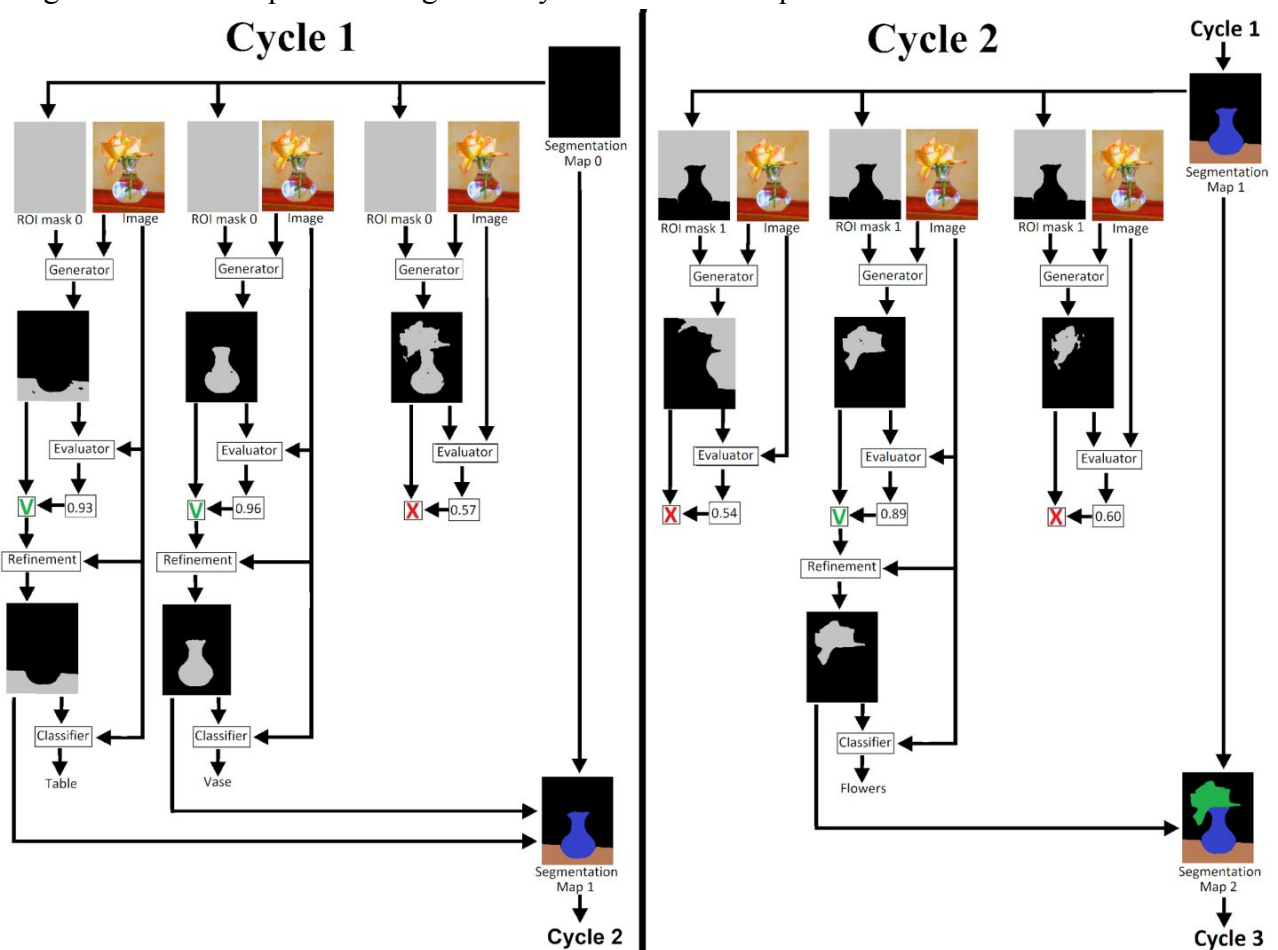 Cycle 1
Segmentation
Map 0
ROI mask 0
Image
ROI mask 0
Image
ROI mask 0
Image
Generator
Generator
Generator
Evaluator
Evaluator
Evaluator
V
0.93
V
0.96
X
0.57
Refinement
Refinement
Classifier
Classifier
Table
Vase
Segmentation
Map 1
Cycle 2
Cycle 2
Cycle 1
Segmentation
Map 1
ROI mask 1
Image
ROI mask 1
Image
ROI mask 1
Image
Generator
Generator
Generator
Evaluator
Evaluator
Evaluator
X
0.54
V
0.89
X
0.60
Refinement
Classifier
Flowers
Segmentation
Map 2
Cycle 3